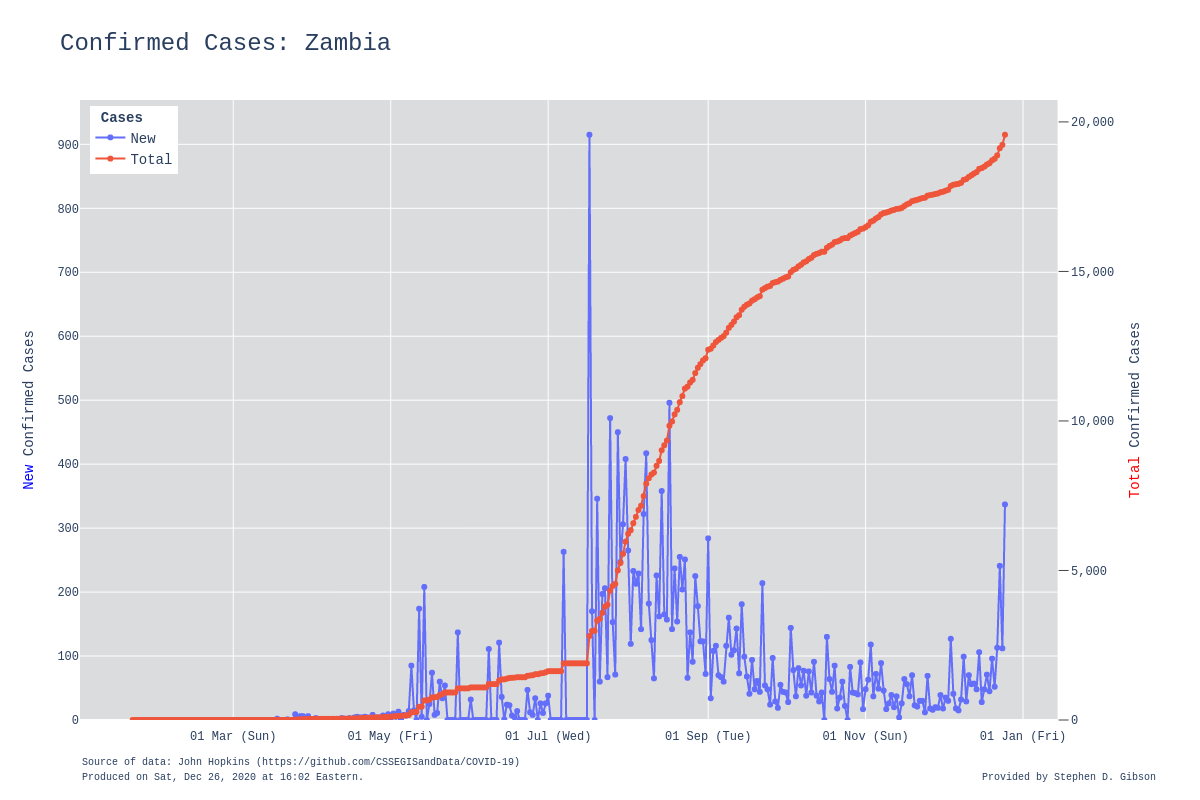 Confirmed Cases: Zambia
Cases
New
Total
900
800
700
600
500
400
300
200
100
0
20,000
15,000
10,000
5,000
0
New Confirmed Cases
Total Confirmed Cases
01 Mar (Sun)
01 May (Fri)
01 Jul (Wed)
01 Sep (Tue)
01 Nov (Sun)
01 Jan (Fri)
Source of data: John Hopkins (https://github.com/CSSEGISandData/COVID-19)
Produced on Sat, Dec 26, 2020 at 16:02 Eastern.
Provided by Stephen D. Gibson